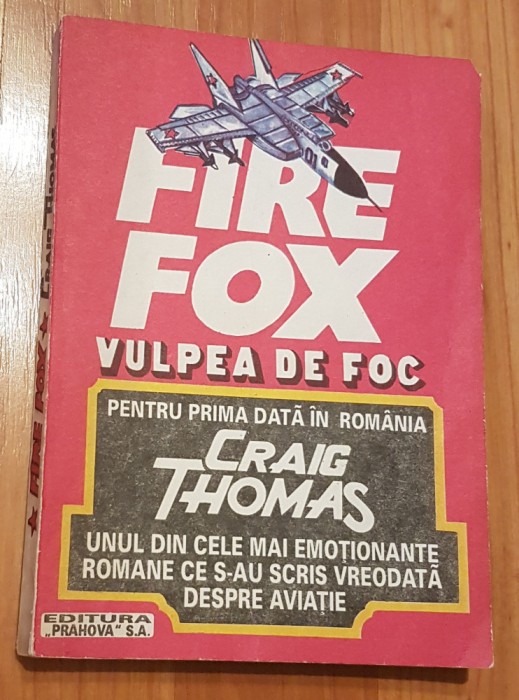 01
FIRE
FOX
VULPEA DE FOC
PENTRU PRIMA DATĂ ÎN ROMÂNIA
CRAIG
THOMAS
UNUL DIN CELE MAI EMOȚIONANTE
ROMANE CE S-AU SCRIS VREODATĂ
DESPRE AVIAȚIE
EDITURA
„PRAHOVA" S.A.
★ FIRE FOX ★ CRAIG THOMAS